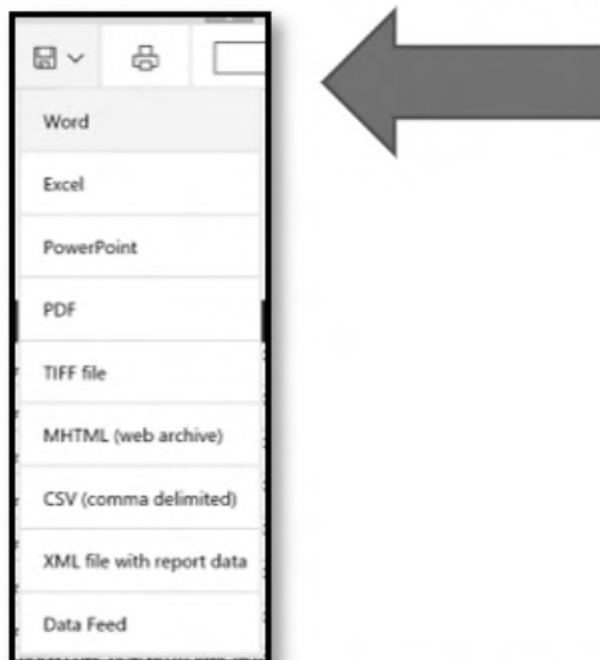 Word
Excel
PowerPoint
PDF
TIFF file
MHTML (web archive)
CSV (comma delimited)
XML file with report data
Data Feed